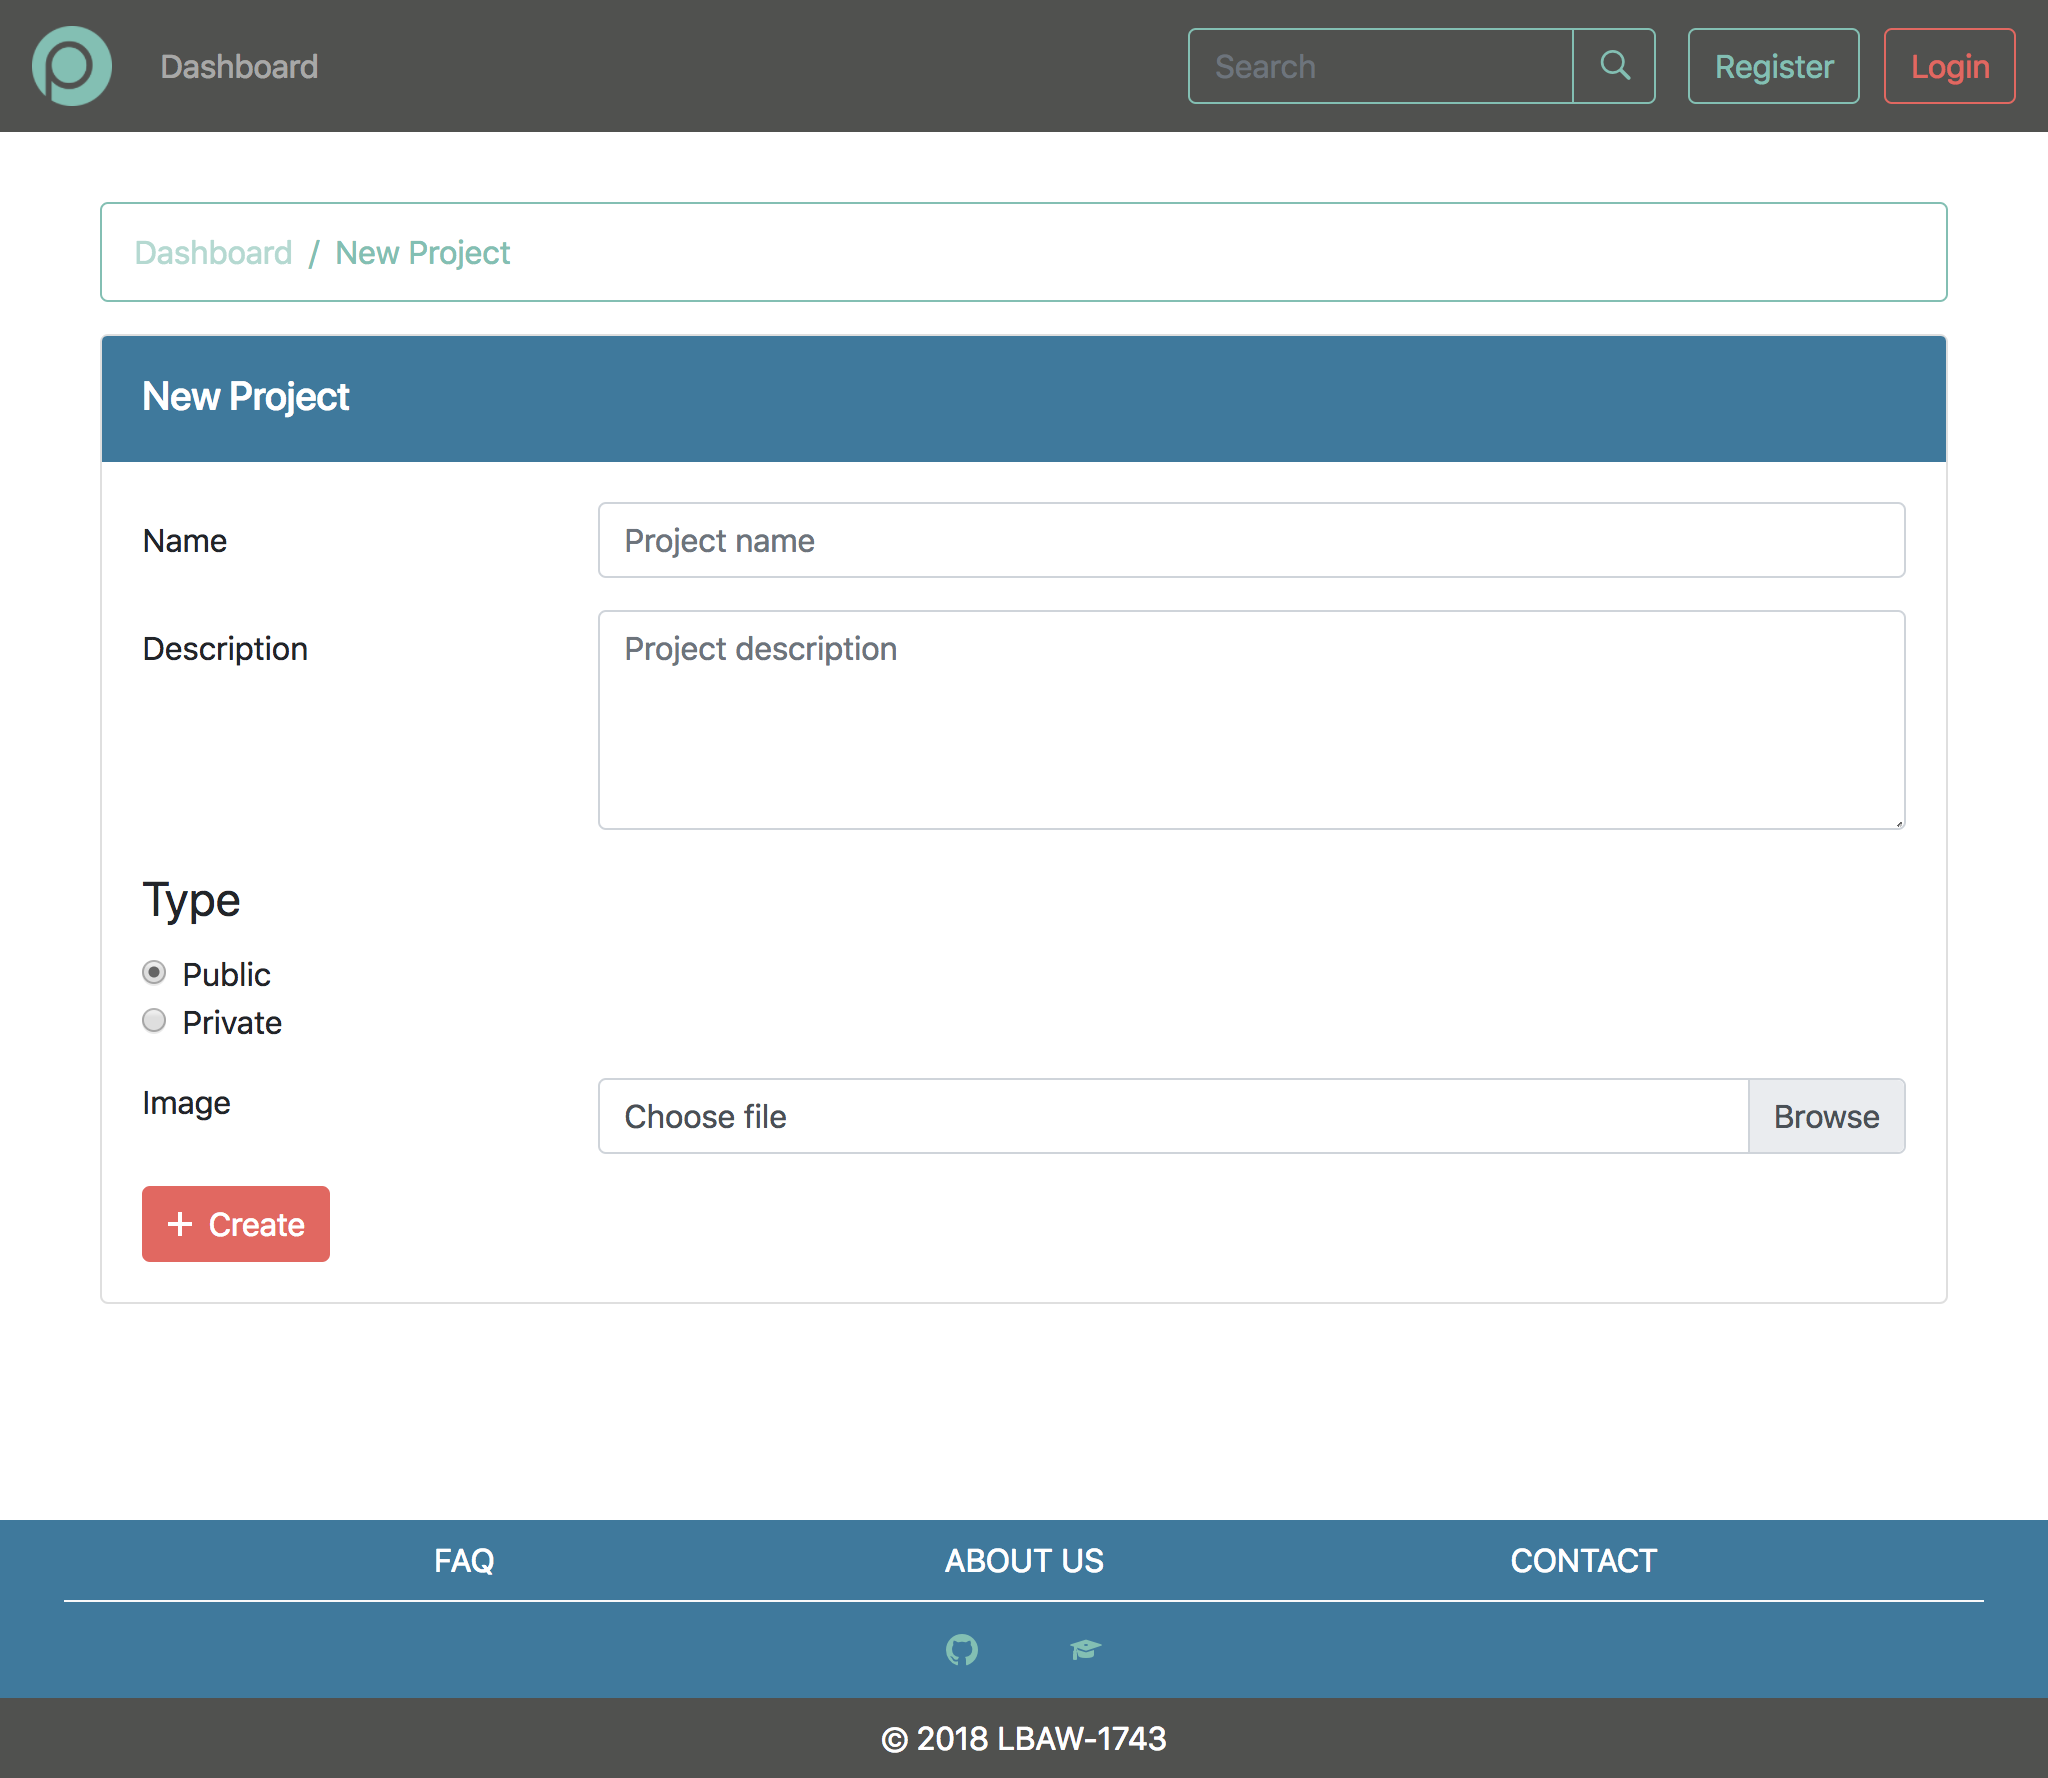 Dashboard Search Register Login
Dashboard / New Project
New Project
Name Project name
Description Project description
Type
Public
Private
Image Choose file Browse
+ Create
FAQ ABOUT US CONTACT
© 2018 LBAW-1743